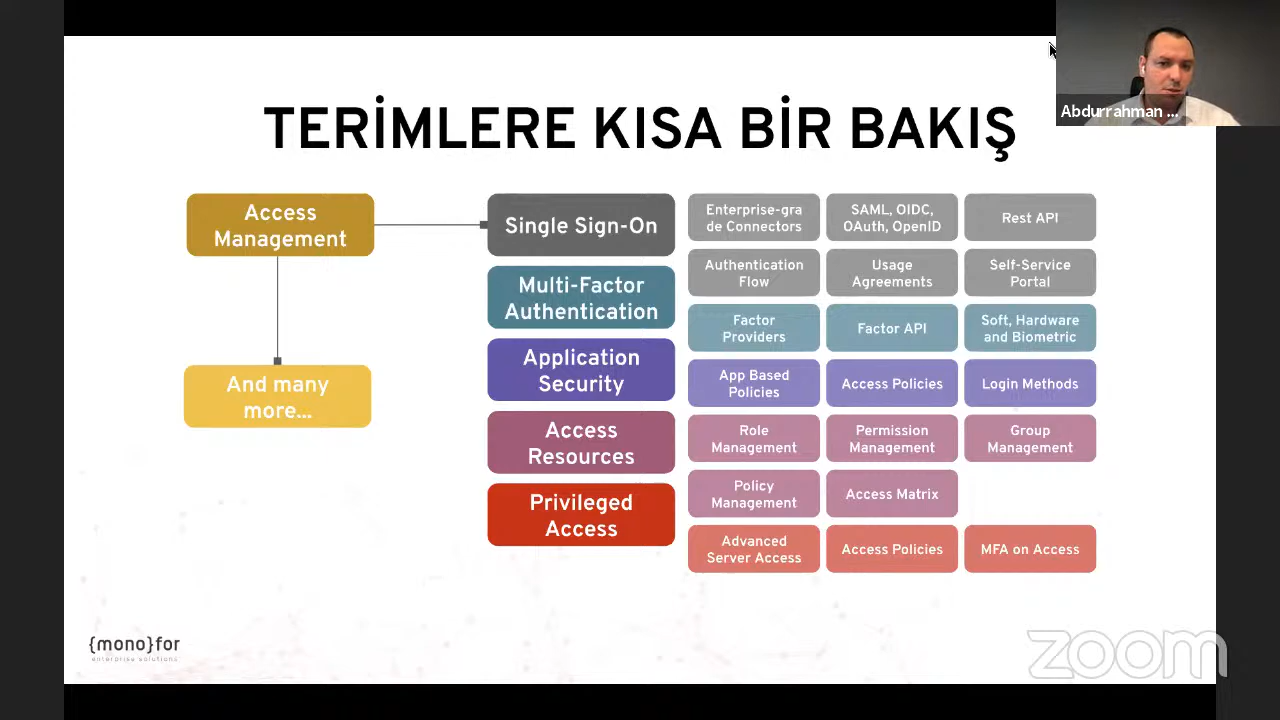 TERİMLERE KISA BİR BAKIŞ
Abdurrahman ...
Access
Management
And many
more...
Single Sign-On
Multi-Factor
Authentication
Application
Security
Access
Resources
Privileged
Access
Enterprise-gra
de Connectors
SAML, OIDC,
OAuth, OpenID
Rest API
Authentication
Flow
Usage
Agreements
Self-Service
Portal
Factor
Providers
Factor API
Soft, Hardware
and Biometric
App Based
Policies
Access Policies
Login Methods
Role
Management
Permission
Management
Group
Management
Policy
Management
Access Matrix
Advanced
Server Access
Access Policies
MFA on Access
{mono}for
enterprise solutions
zoom